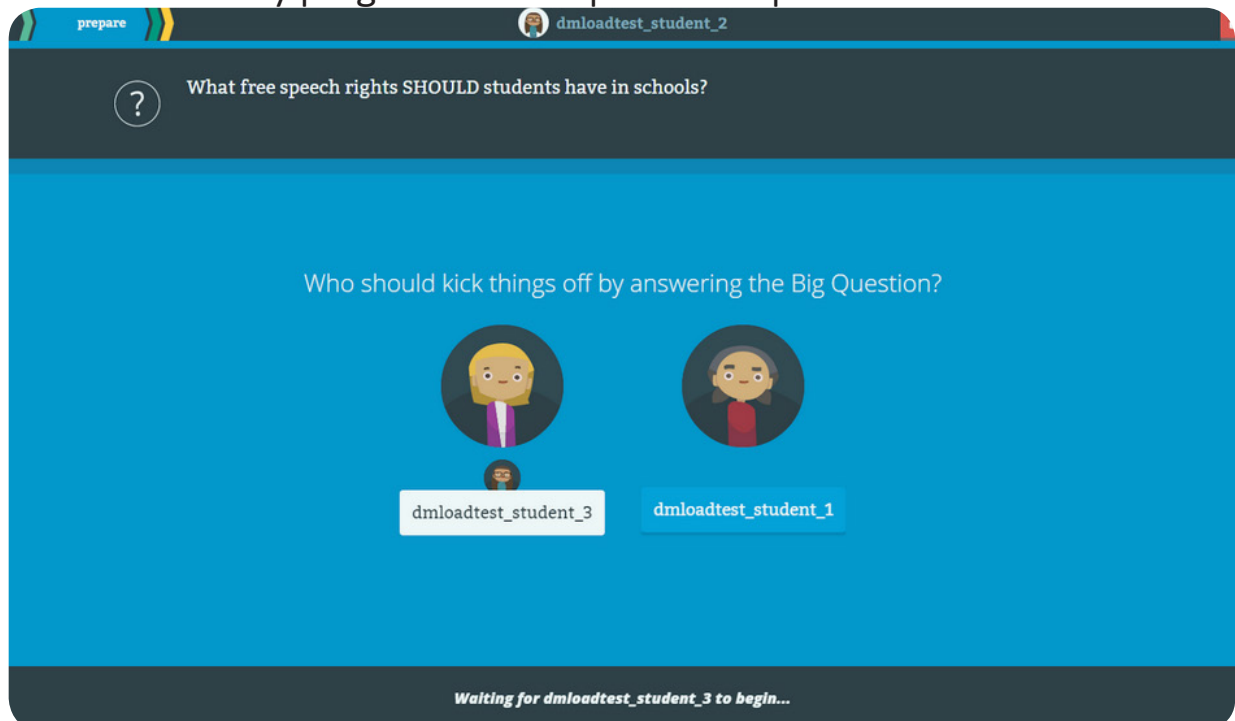 prepare
dmloadtest_student_2
?
What free speech rights SHOULD students have in schools?
Who should kick things off by answering the Big Question?
dmloadtest_student_3
dmloadtest_student_1
Waiting for dmloadtest_student_3 to begin...